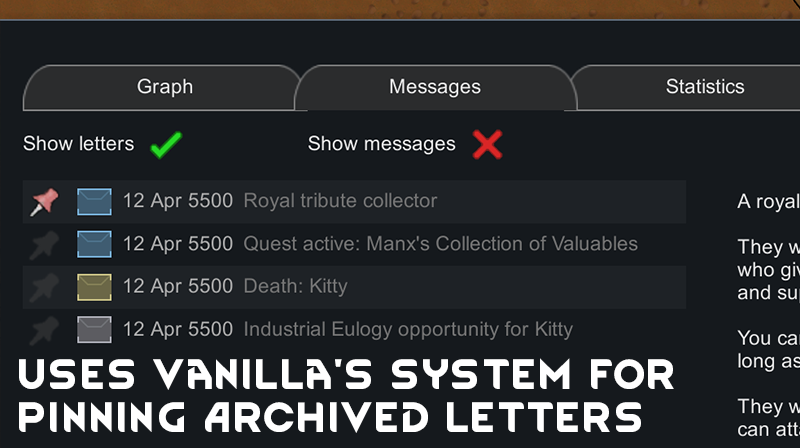 Graph Messages Statistics
Show letters Show messages
12 Apr 5500 Royal tribute collector
12 Apr 5500 Quest active: Manx's Collection of Valuables
12 Apr 5500 Death: Kitty
12 Apr 5500 Industrial Eulogy opportunity for Kitty
A royal
They w
who giv
and sup
You can
long as
They w
can atta
USES VANILLA'S SYSTEM FOR
PINNING ARCHIVED LETTERS